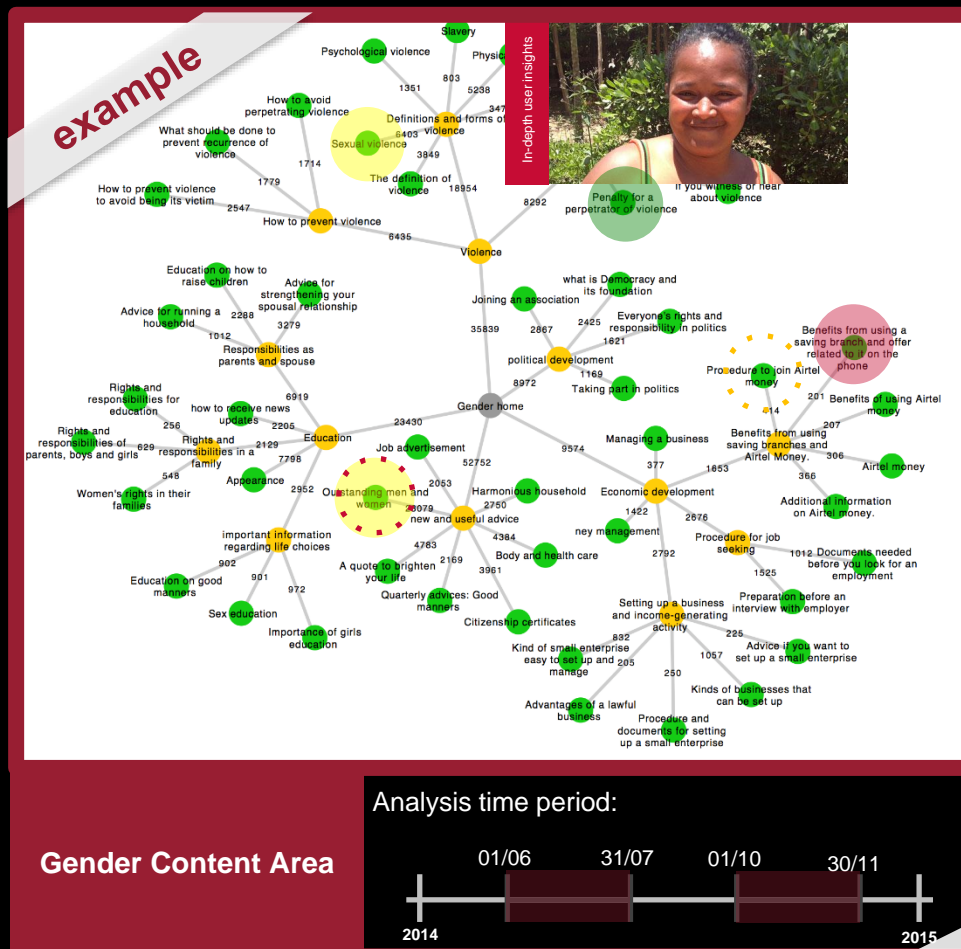 example
In-depth user insights
Slavery
Psychological violence
803
1351
5238
How to avoid
perpetrating violence
Definitions and forms of
violence
What should be done to
prevent recurrence of
violence
6403
Sexual violence
3849
1714
The definition of
violence
1779
18954
Penalty for a
perpetrator of violence
If you witness or hear
about violence
How to prevent violence
to avoid being its victim
2547
8292
How to prevent violence
6435
Violence
Education on how to
raise children
Advice for
strengthening your
spousal relationship
what is Democracy and
its foundation
Joining an association
Advice for running a
household
2288
3279
1012
2425
Everyone's rights and
responsibility in politics
Benefits from using a
saving branch and offer
related to it on the
phone
35839
2867
1621
Responsibilities as
parents and spouse
political development
1169
Procedure to join Airtel
money
8972
Taking part in politics
6919
Rights and
responsibilities for
education
how to receive news
updates
Gender home
201
Benefits of using Airtel
money
23430
256
2205
207
Rights and
responsibilities of
parents, boys and girls
629
Rights and
responsibilities in a
family
2129
Education
Job advertisement
Managing a business
Benefits from using
saving branches and
Airtel Money.
306
9574
7798
52752
377
1653
Airtel money
548
Appearance
2952
2053
366
Women's rights in their
families
Outstanding men and
women
Harmonious household
2750
Economic development
Additional information
on Airtel money.
new and useful advice
1422
2676
important information
regarding life choices
4783
4384
ney management
Procedure for job
seeking
902
2169
3961
2792
1012
Documents needed
before you look for an
employment
901
A quote to brighten
your life
Body and health care
1525
972
Education on good
manners
Quarterly advices: Good
manners
Setting up a business
and income-generating
activity
Preparation before an
interview with employer
Sex education
Citizenship certificates
Importance of girls
education
832
225
Kind of small enterprise
easy to set up and
manage
205
1057
Advice if you want to
set up a small enterprise
250
Kinds of businesses that
can be set up
Advantages of a lawful
business
Procedure and
documents for setting
up a small enterprise
Analysis time period:
Gender Content Area
01/06
31/07
01/10
30/11
2014
2015